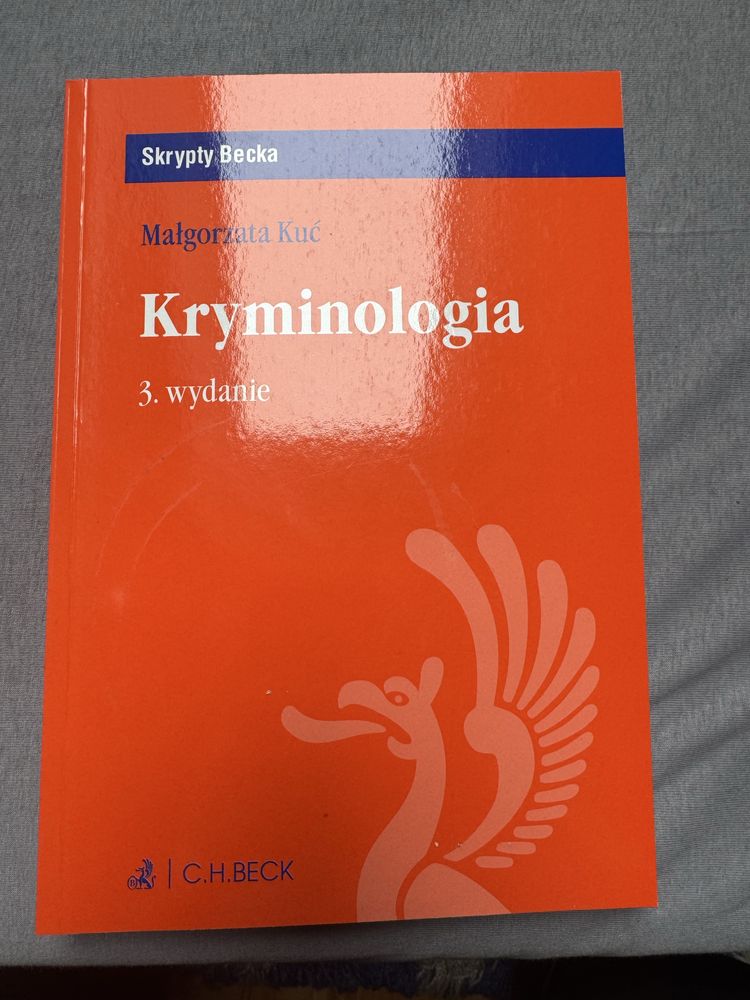 Skrypty Becka
Małgorzata Kuć
Kryminologia
3. wydanie
C.H.BECK